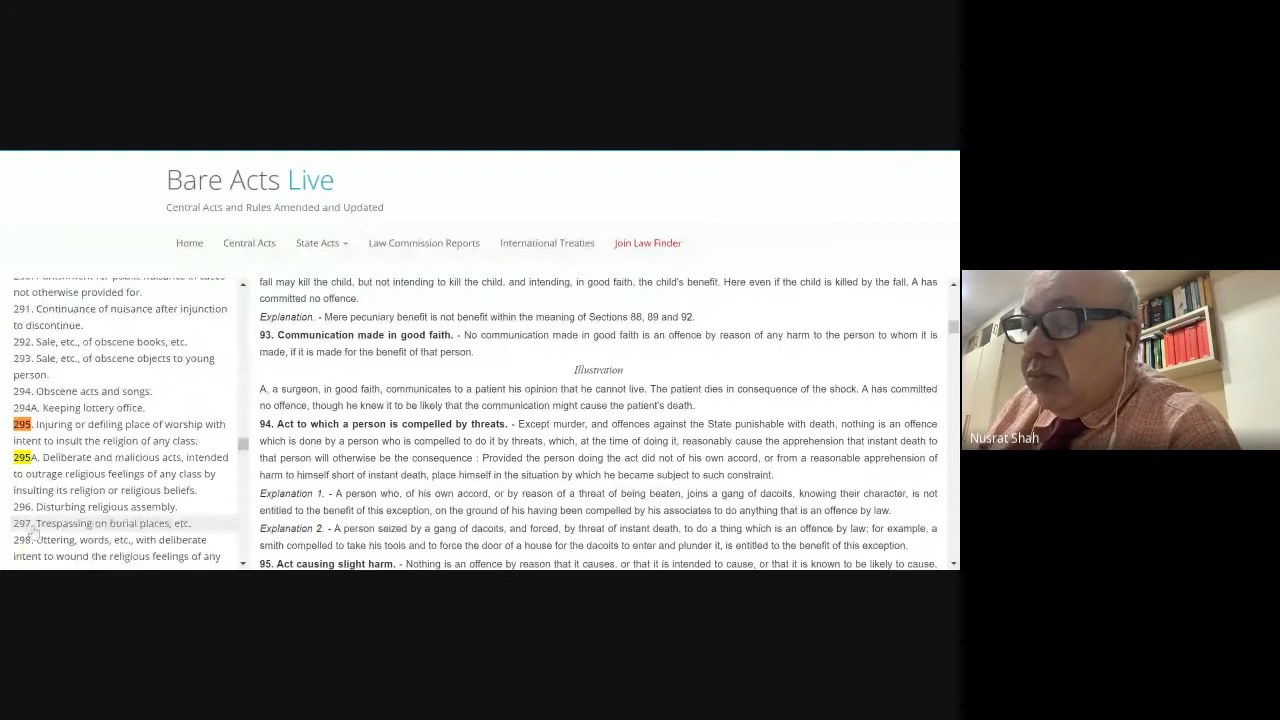 Bare Acts Live
Central Acts and Rules Amended and Updated
Home Central Acts State Acts Law Commission Reports International Treaties Join Law Finder
290. Punishment for public nuisance in cases
not otherwise provided for.
291. Continuance of nuisance after injunction
to discontinue.
292. Sale, etc., of obscene books, etc.
293. Sale, etc., of obscene objects to young
person.
294. Obscene acts and songs.
294A. Keeping lottery office.
295. Injuring or defiling place of worship with
intent to insult the religion of any class.
295A. Deliberate and malicious acts, intended
to outrage religious feelings of any class by
insulting its religion or religious beliefs.
296. Disturbing religious assembly.
297. Trespassing on burial places, etc.
298. Uttering, words, etc., with deliberate
intent to wound the religious feelings of any
fall may kill the child, but not intending to kill the child, and intending, in good faith, the child's benefit. Here even if the child is killed by the fall, A has
committed no offence.
Explanation. - Mere pecuniary benefit is not benefit within the meaning of Sections 88, 89 and 92.
93. Communication made in good faith. - No communication made in good faith is an offence by reason of any harm to the person to whom it is
made, if it is made for the benefit of that person.
Illustration
A, a surgeon, in good faith, communicates to a patient his opinion that he cannot live. The patient dies in consequence of the shock. A has committed
no offence, though he knew it to be likely that the communication might cause the patient's death.
94. Act to which a person is compelled by threats. - Except murder, and offences against the State punishable with death, nothing is an offence
which is done by a person who is compelled to do it by threats, which, at the time of doing it, reasonably cause the apprehension that instant death to
that person will otherwise be the consequence : Provided the person doing the act did not of his own accord, or from a reasonable apprehension of
harm to himself short of instant death, place himself in the situation by which he became subject to such constraint.
Explanation 1. - A person who, of his own accord, or by reason of a threat of being beaten, joins a gang of dacoits, knowing their character, is not
entitled to the benefit of this exception, on the ground of his having been compelled by his associates to do anything that is an offence by law.
Explanation 2. - A person seized by a gang of dacoits, and forced, by threat of instant death, to do a thing which is an offence by law; for example, a
smith compelled to take his tools and to force the door of a house for the dacoits to enter and plunder it, is entitled to the benefit of this exception.
95. Act causing slight harm. - Nothing is an offence by reason that it causes, or that it is intended to cause, or that it is known to be likely to cause,
Nusrat Shah